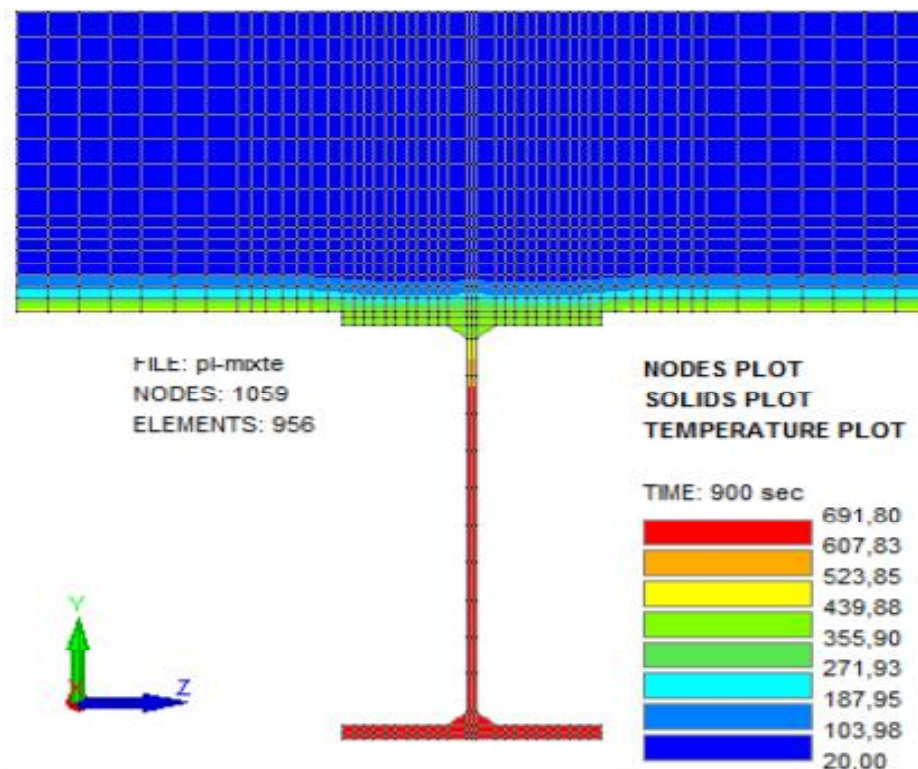 FILE: pl-mixte
NODES: 1059
ELEMENTS: 956
NODES PLOT
SOLIDS PLOT
TEMPERATURE PLOT
TIME: 900 sec
691,80
607,83
523,85
439,88
355,90
271,93
187,95
103,98
20,00
Y
X
Z